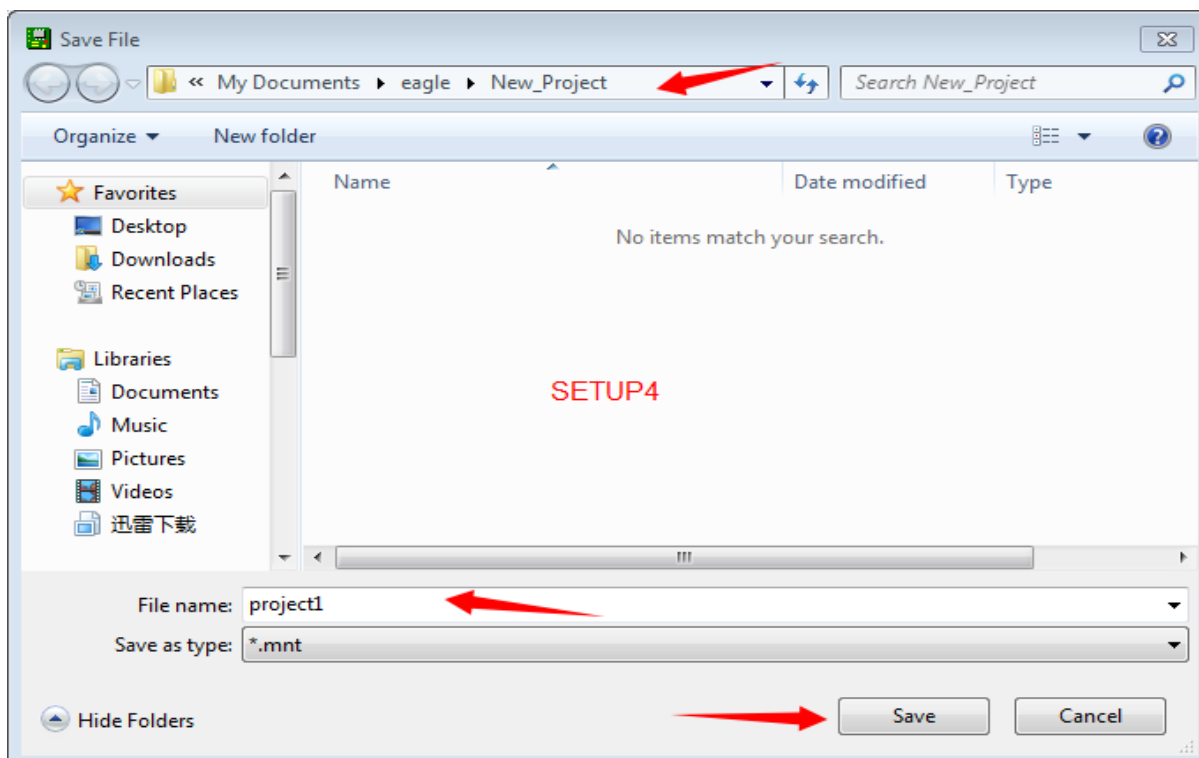 Save File
« My Documents eagle New_Project
Search New_Project
Organize
New folder
Favorites
Desktop
Downloads
Recent Places
Libraries
Documents
Music
Pictures
Videos
迅雷下载
Name Date modified Type
No items match your search.
SETUP4
File name: project1
Save as type: *.mnt
Hide Folders
Save
Cancel